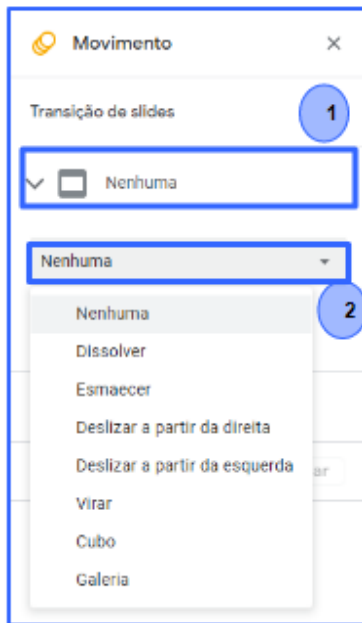 Movimento
Transição de slides
1
Nenhuma
Nenhuma
2
Nenhuma
Dissolver
Esmaecer
Deslizar a partir da direita
Deslizar a partir da esquerda
ar
Virar
Cubo
Galeria